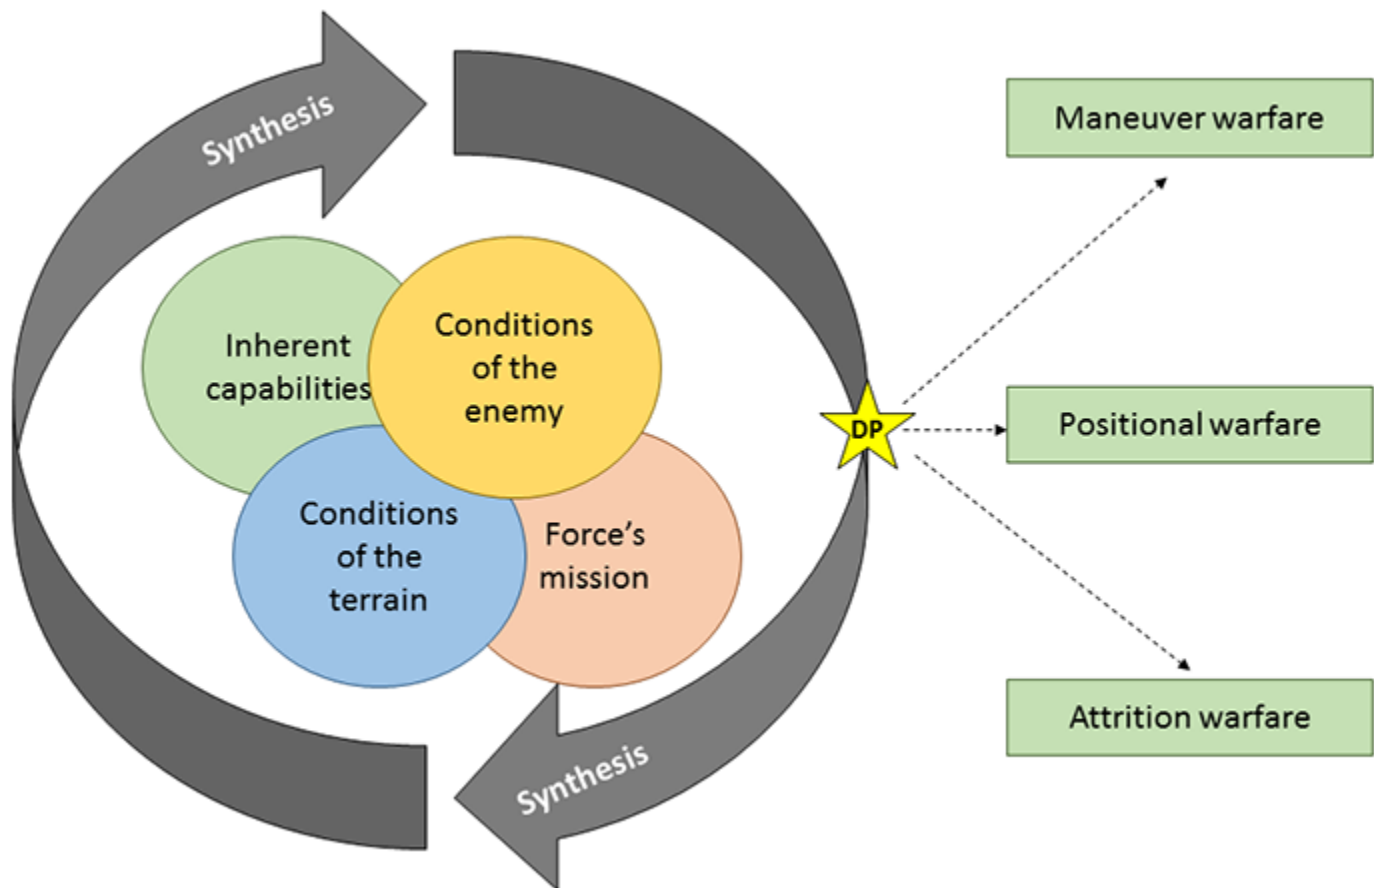 Synthesis
Maneuver warfare
Inherent
capabilities
Conditions
of the
enemy
DP
Positional warfare
Conditions
of the
terrain
Force’s
mission
Attrition warfare
Synthesis